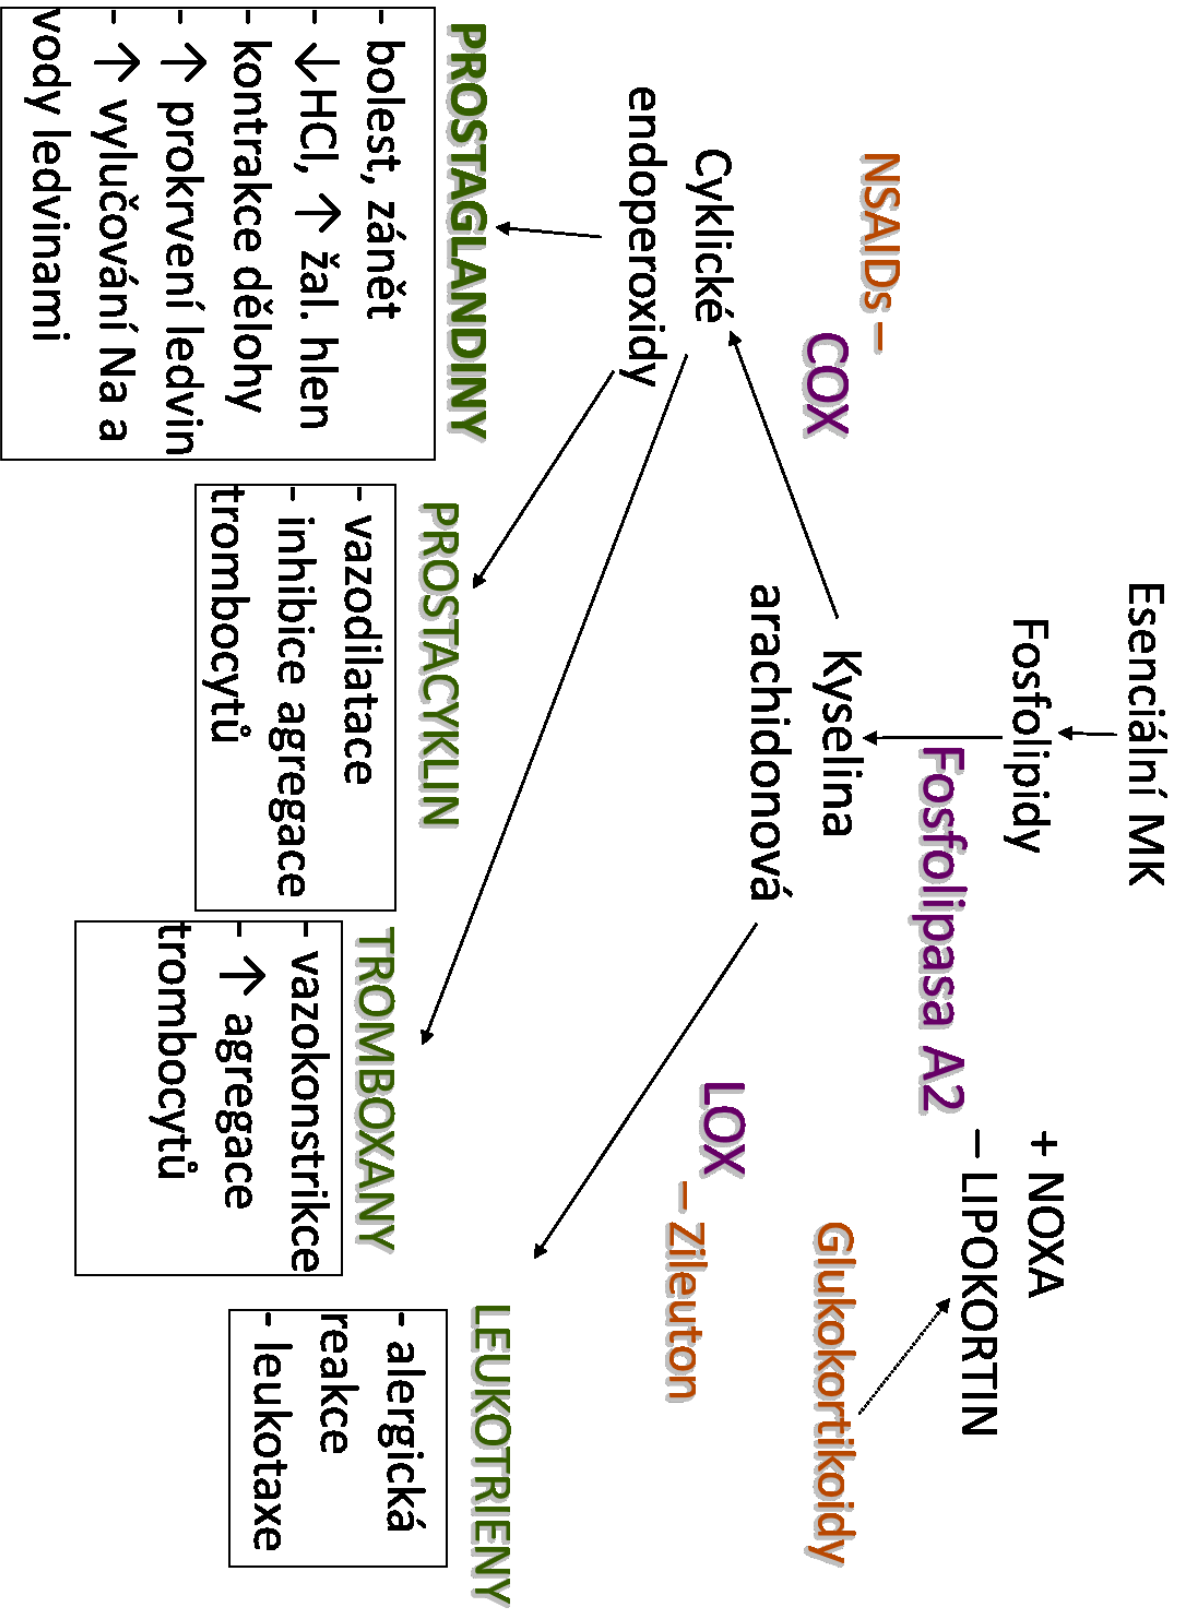 Esenciální MK
Fosfolipidy
+ NOXA
– LIPOKORTIN
Fosfolipasa A2
Glukokortikoidy
Kyselina
arachidonová
NSAIDs –
COX
LOX
– Zileuton
Cyklické
endoperoxidy
PROSTAGLANDINY
- bolest, zánět
- ↓HCl, ↑ žal. hlen
- kontrakce dělohy
- ↑ prokrvení ledvin
- ↑ vylučování Na a
vody ledvinami
PROSTACYKLIN
- vazodilatace
- inhibice agregace
trombocytů
TROMBOXANY
- vazokonstrikce
- ↑ agregace
trombocytů
LEUKOTRIENY
- alergická
reakce
- leukotaxe